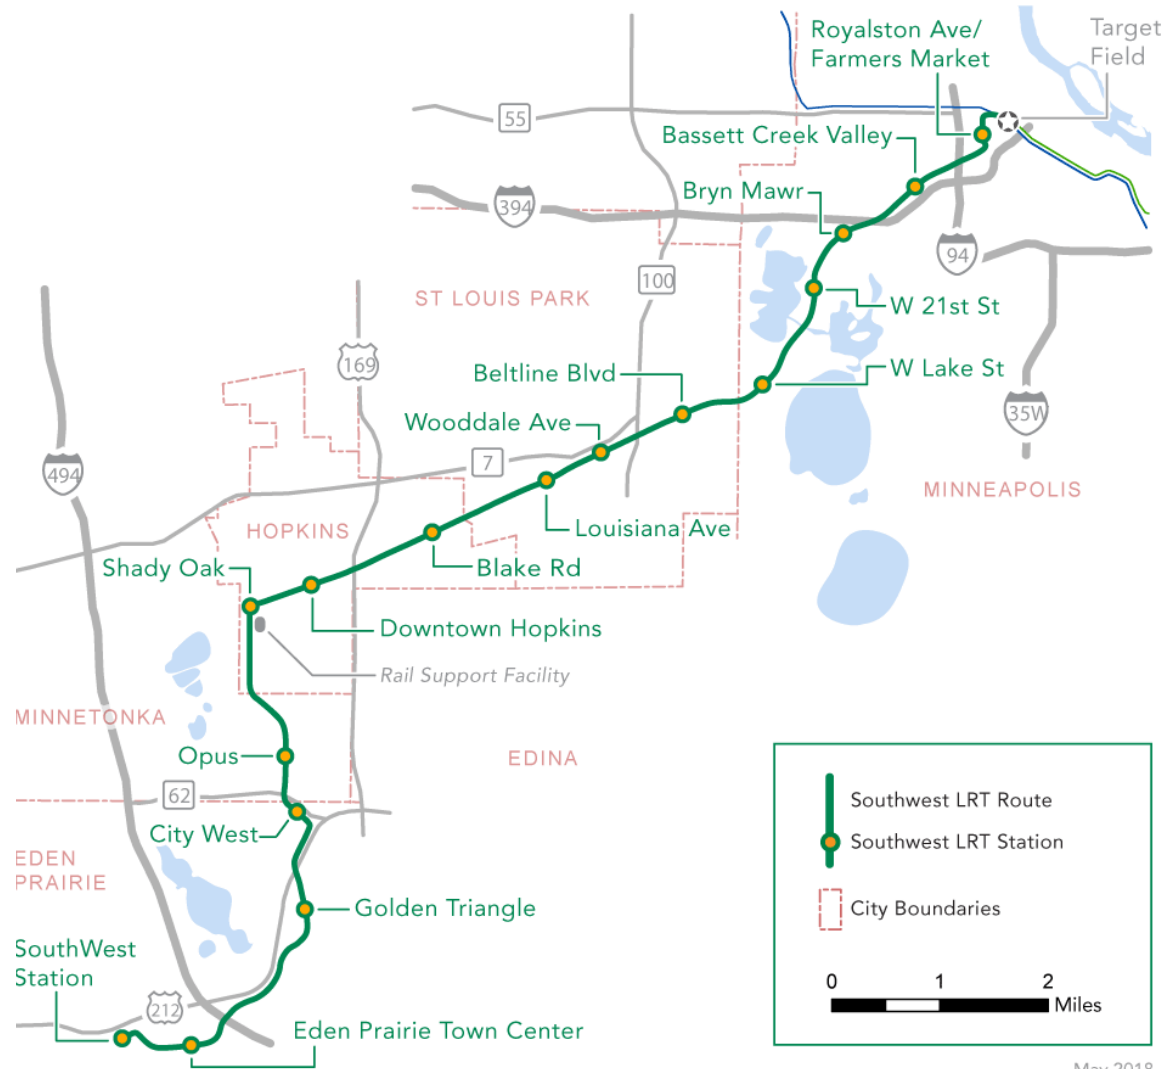 Royalston Ave/
Farmers Market
Target
Field
55
Bassett Creek Valley
Bryn Mawr
394
94
100
ST LOUIS PARK
W 21st St
169
Beltline Blvd
W Lake St
Wooddale Ave
35W
7
494
MINNEAPOLIS
HOPKINS
Louisiana Ave
Shady Oak
Blake Rd
Downtown Hopkins
Rail Support Facility
MINNETONKA
Opus
EDINA
62
City West
EDEN
PRAIRIE
Golden Triangle
SouthWest
Station
212
Eden Prairie Town Center
Southwest LRT Route
Southwest LRT Station
City Boundaries
0 1 2
Miles
May 2018